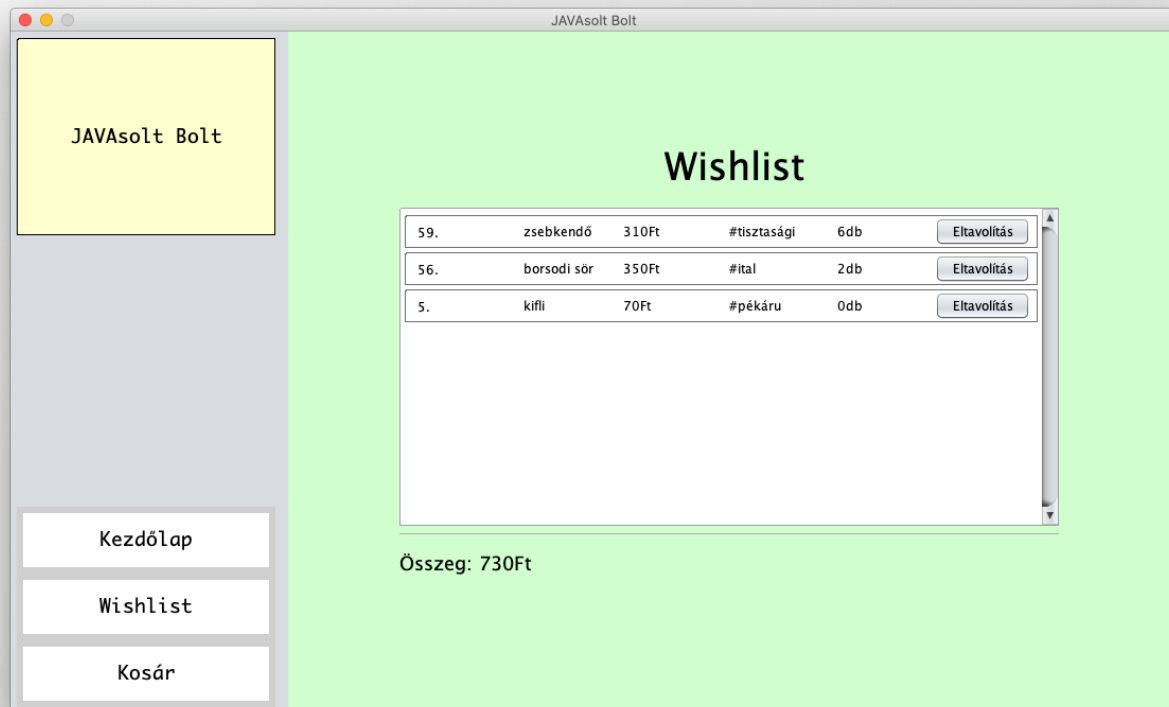 JAVAsolt Bolt
JAVAsolt Bolt
Wishlist
59. zsebkendő 310Ft #tisztasági 6db Eltavolítás
56. borsodi sör 350Ft #ital 2db Eltavolítás
5. kifli 70Ft #pékáru 0db Eltavolítás
Összeg: 730Ft
Kezdőlap
Wishlist
Kosár